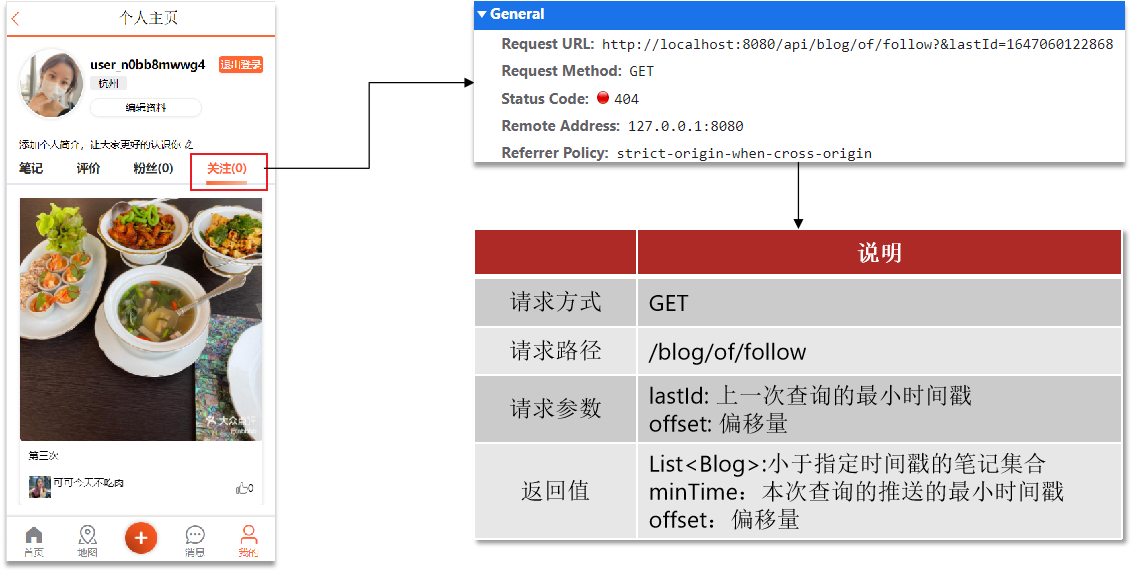 个人主页
user_n0bb8mwwg4
退出登录
杭州
编辑资料
添加个人简介，让大家更好的认识你
笔记
评价
粉丝(0)
关注(0)
大众点评
第三次
可可今天不吃肉
0
首页
地图
消息
我的
General
Request URL: http://localhost:8080/api/blog/of/follow?&lastId=1647060122868
Request Method: GET
Status Code: 404
Remote Address: 127.0.0.1:8080
Referrer Policy: strict-origin-when-cross-origin
说明
请求方式
GET
请求路径
/blog/of/follow
请求参数
lastId: 上一次查询的最小时间戳
offset: 偏移量
返回值
List<Blog>:小于指定时间戳的笔记集合
minTime：本次查询的推送的最小时间戳
offset：偏移量